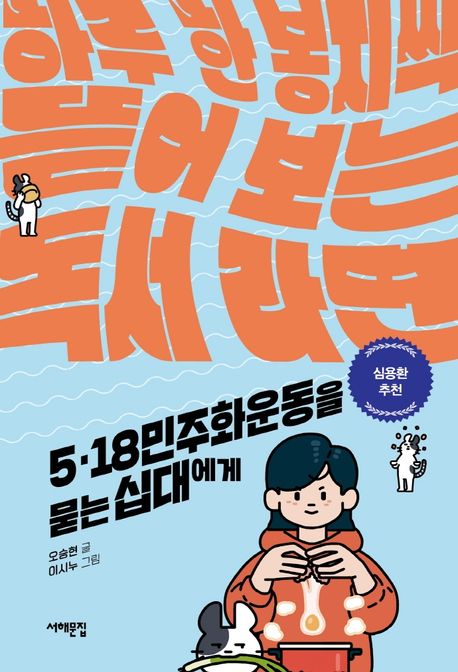 하루 한 봉지씩
뜯어 보는
독서 라면
심용환
추천
5·18민주화운동을
묻는 십대에게
오승현 글
이시누 그림
서해문집